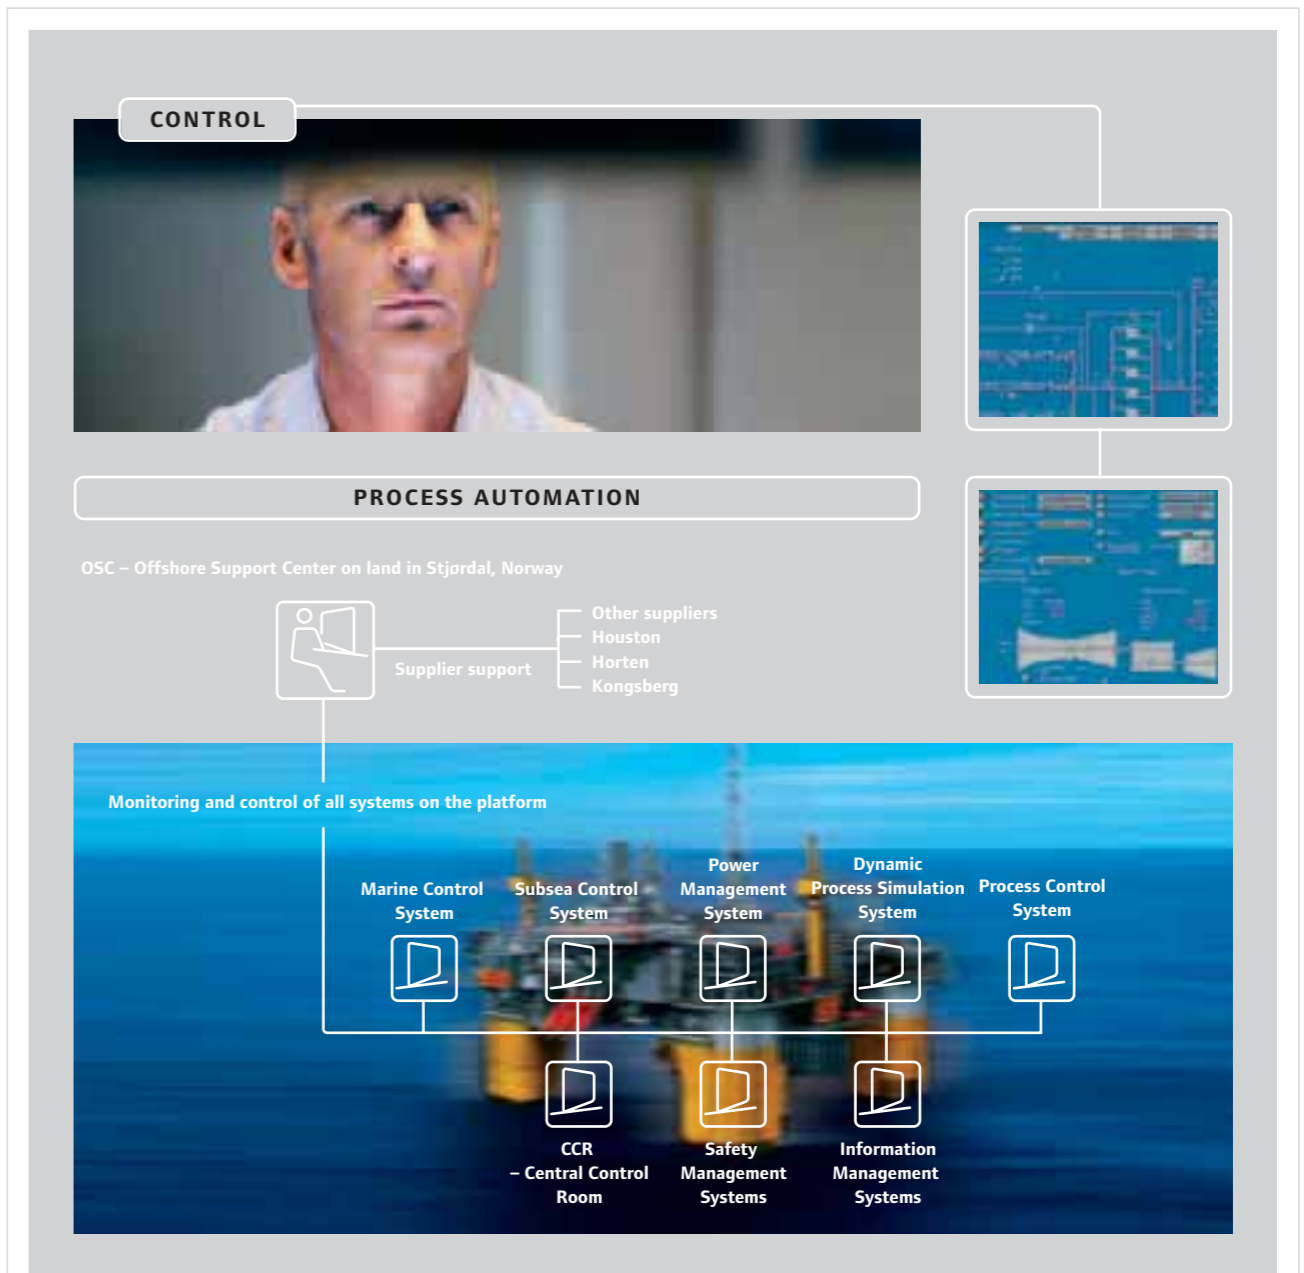 CONTROL
PROCESS AUTOMATION
OSC – Offshore Support Center on land in Stjørdal, Norway
Supplier support
Other suppliers
Houston
Horten
Kongsberg
Monitoring and control of all systems on the platform
Marine Control
System
Subsea Control
System
Power
Management
System
Dynamic
Process Simulation
System
Process Control
System
CCR
– Central Control
Room
Safety
Management
Systems
Information
Management
Systems